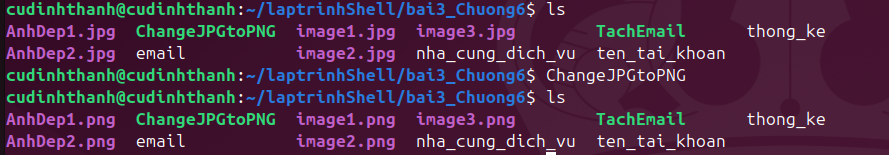 cudinhthanh@cudinhthanh:~/laptrinhShell/bai3_Chuong6$ ls
AnhDep1.jpg ChangeJPGtoPNG image1.jpg image3.jpg TachEmail thong_ke
AnhDep2.jpg email image2.jpg nha_cung_dich_vu ten_tai_khoan
cudinhthanh@cudinhthanh:~/laptrinhShell/bai3_Chuong6$ ChangeJPGtoPNG
cudinhthanh@cudinhthanh:~/laptrinhShell/bai3_Chuong6$ ls
AnhDep1.png ChangeJPGtoPNG image1.png image3.png TachEmail thong_ke
AnhDep2.png email image2.png nha_cung_dich_vu ten_tai_khoan